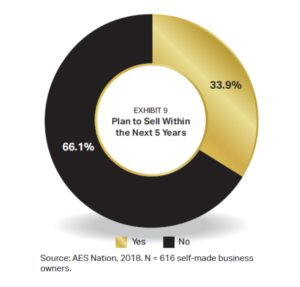 33.9%
EXHIBIT 9
Plan to Sell Within
the Next 5 Years
66.1%
Yes No
Source: AES Nation, 2018. N = 616 self-made business
owners.